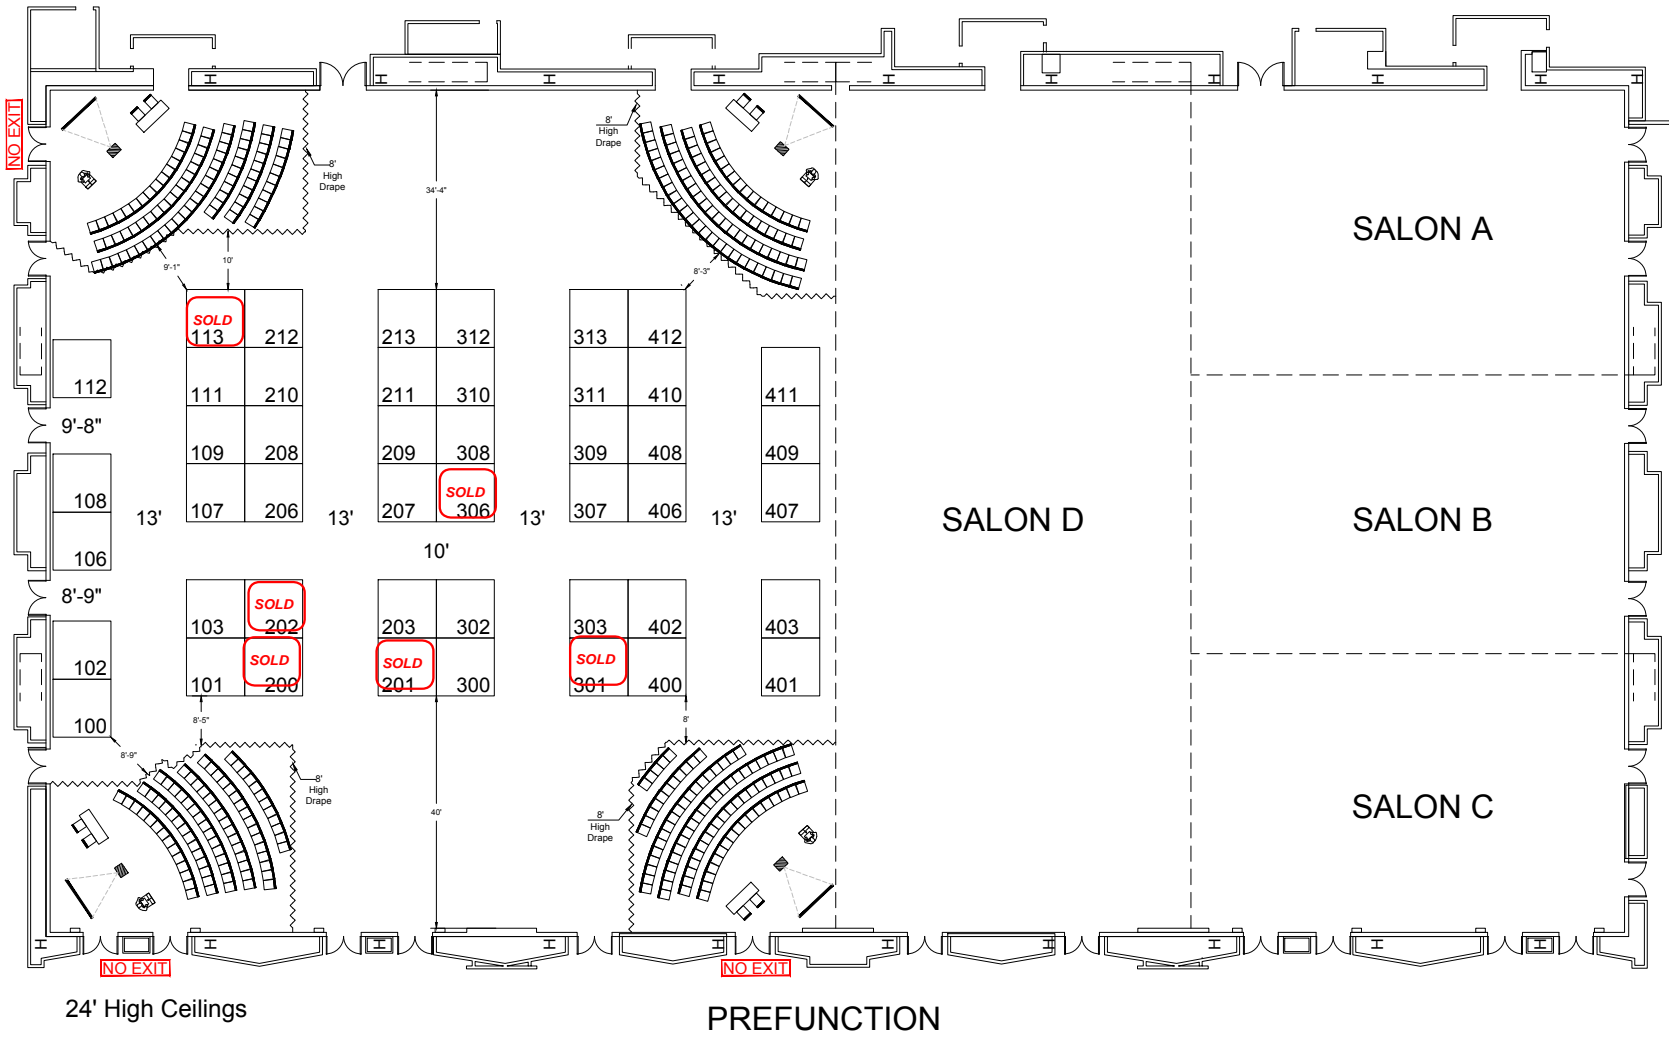 NO EXIT
8'
High
Drape
8'
High
Drape
34'-4"
9'-1"
10'
8'-3"
SALON A
SOLD
113 212
213 312
313 412
112
111 210
211 310
311 410
411
9'-8"
109 208
209 308
309 408
409
108
SOLD
107 206
207 306
307 406
407
13'
13'
13'
13'
SALON D
SALON B
106
10'
8'-9"
SOLD
103 202
203 302
303 402
403
102
SOLD
SOLD
SOLD
101 200
201 300
301 400
401
100
8'-5"
8'
8'-9"
8'
High
Drape
40'
8'
High
Drape
SALON C
NO EXIT
NO EXIT
24' High Ceilings
PREFUNCTION